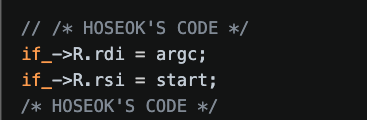 // /* HOSEOK'S CODE */
if_->R.rdi = argc;
if_->R.rsi = start;
/* HOSEOK'S CODE */